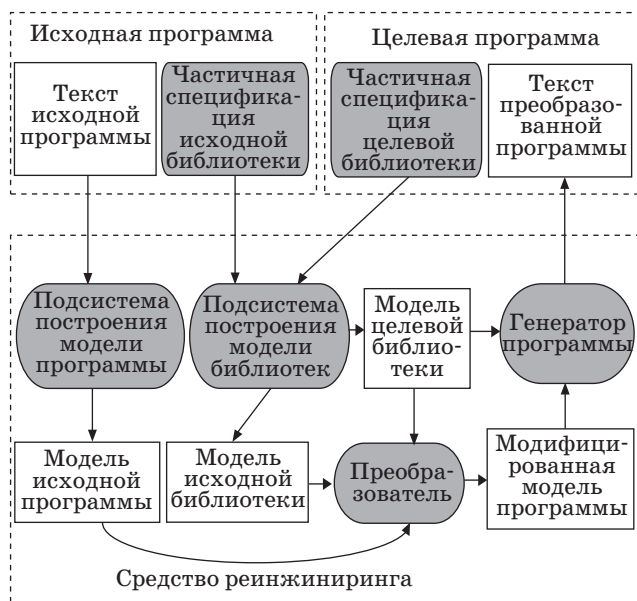 Исходная программа
Целевая программа
Текст
исходной
программы
Частичная
специфика-
ция
исходной
библиотеки
Частичная
специфика-
ция
целевой
библиотеки
Текст
преобразо-
ванной
программы
Подсистема
построения
модели
программы
Подсистема
построения
модели
библиотек
Модель
целевой
библио-
теки
Генератор
программы
Модель
исходной
программы
Модель
исходной
библиотеки
Преобра-
зователь
Модифици-
рованная
модель
программы
Средство реинжиниринга